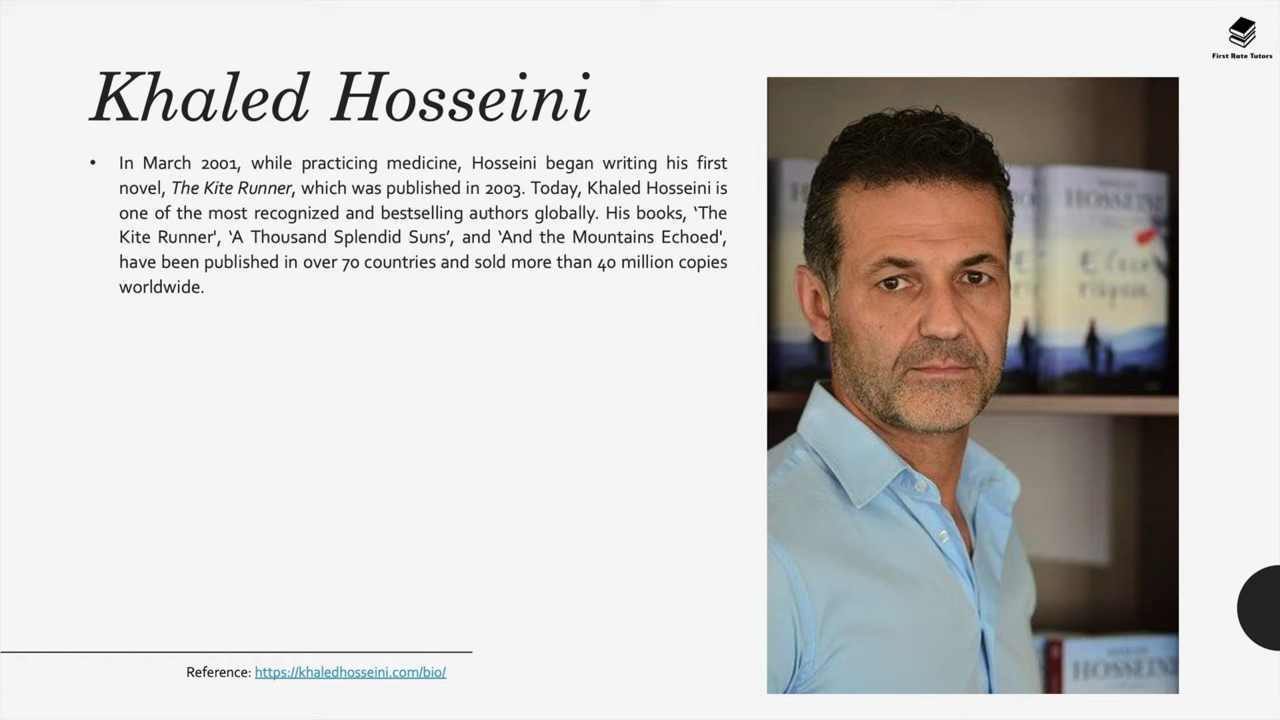 First Rate Tutors
Khaled Hosseini
• In March 2001, while practicing medicine, Hosseini began writing his first
novel, The Kite Runner, which was published in 2003. Today, Khaled Hosseini is
one of the most recognized and bestselling authors globally. His books, ‘The
Kite Runner', ‘A Thousand Splendid Suns’, and ‘And the Mountains Echoed',
have been published in over 70 countries and sold more than 40 million copies
worldwide.
HOSSEINI
HOSSEINI
Reference: https://khaledhosseini.com/bio/